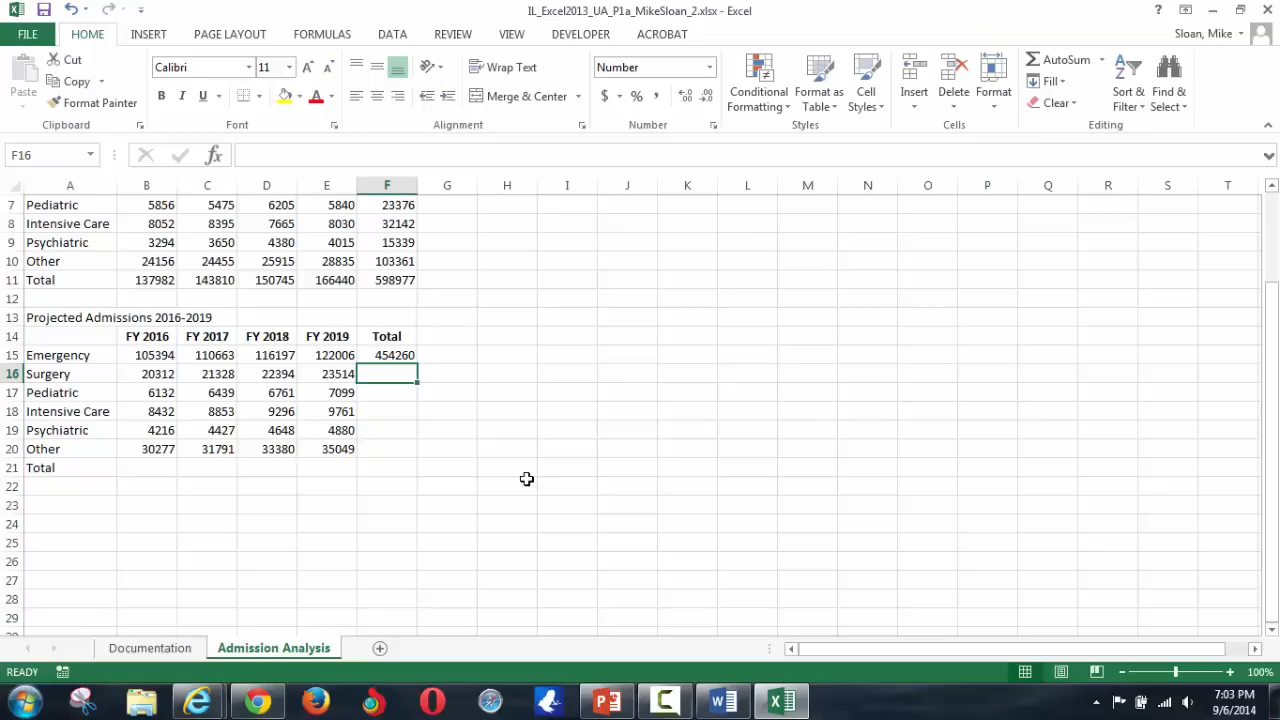 IL_Excel2013_UA_P1a_MikeSloan_2.xlsx - Excel
FILE HOME INSERT PAGE LAYOUT FORMULAS DATA REVIEW VIEW DEVELOPER ACROBAT Sloan, Mike
Paste Cut Copy Format Painter Clipboard
Calibri 11 B I U A Font
Wrap Text Merge & Center Alignment
Number $ % , Number
Conditional Formatting Format as Table Cell Styles Styles
Insert Delete Format Cells
AutoSum Fill Clear Sort & Filter Find & Select Editing
F16 fx
A B C D E F G H I J K L M N O P Q R S T
7 Pediatric 5856 5475 6205 5840 23376
8 Intensive Care 8052 8395 7665 8030 32142
9 Psychiatric 3294 3650 4380 4015 15339
10 Other 24156 24455 25915 28835 103361
11 Total 137982 143810 150745 166440 598977
12
13 Projected Admissions 2016-2019
14 FY 2016 FY 2017 FY 2018 FY 2019 Total
15 Emergency 105394 110663 116197 122006 454260
16 Surgery 20312 21328 22394 23514
17 Pediatric 6132 6439 6761 7099
18 Intensive Care 8432 8853 9296 9761
19 Psychiatric 4216 4427 4648 4880
20 Other 30277 31791 33380 35049
21 Total
22
23
24
25
26
27
28
29
Documentation Admission Analysis
READY 100%
7:03 PM
9/6/2014